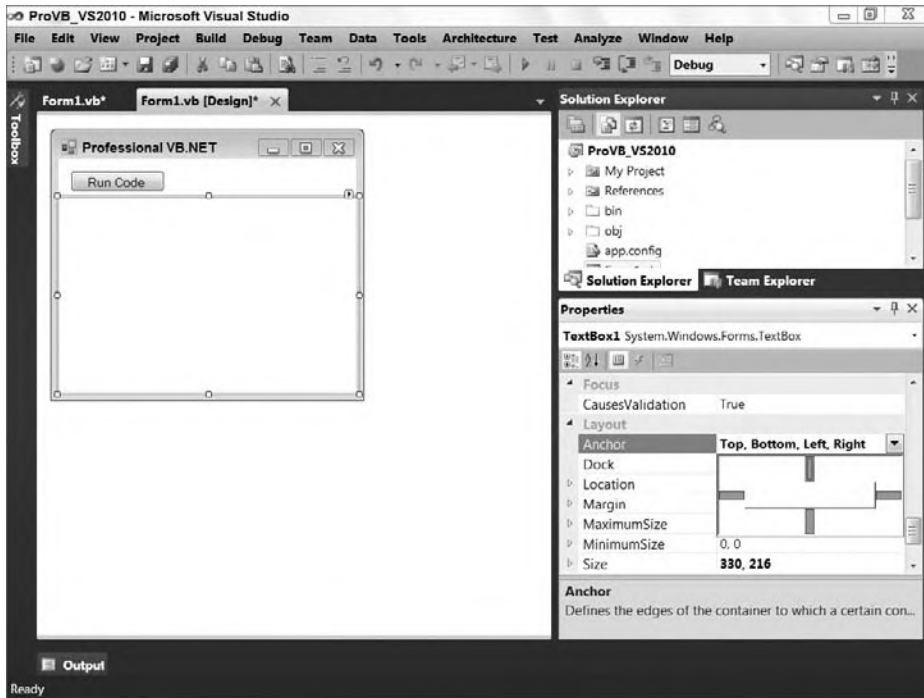 ProVB_VS2010 - Microsoft Visual Studio
File Edit View Project Build Debug Team Data Tools Architecture Test Analyze Window Help
Debug
Toolbox
Form1.vb*
Form1.vb [Design]*
Professional VB.NET
Run Code
Solution Explorer
ProVB_VS2010
My Project
References
bin
obj
app.config
Solution Explorer
Team Explorer
Properties
TextBox1 System.Windows.Forms.TextBox
Focus
CausesValidation True
Layout
Anchor Top, Bottom, Left, Right
Dock
Location
Margin
MaximumSize
MinimumSize 0, 0
Size 330, 216
Anchor
Defines the edges of the container to which a certain con...
Output
Ready